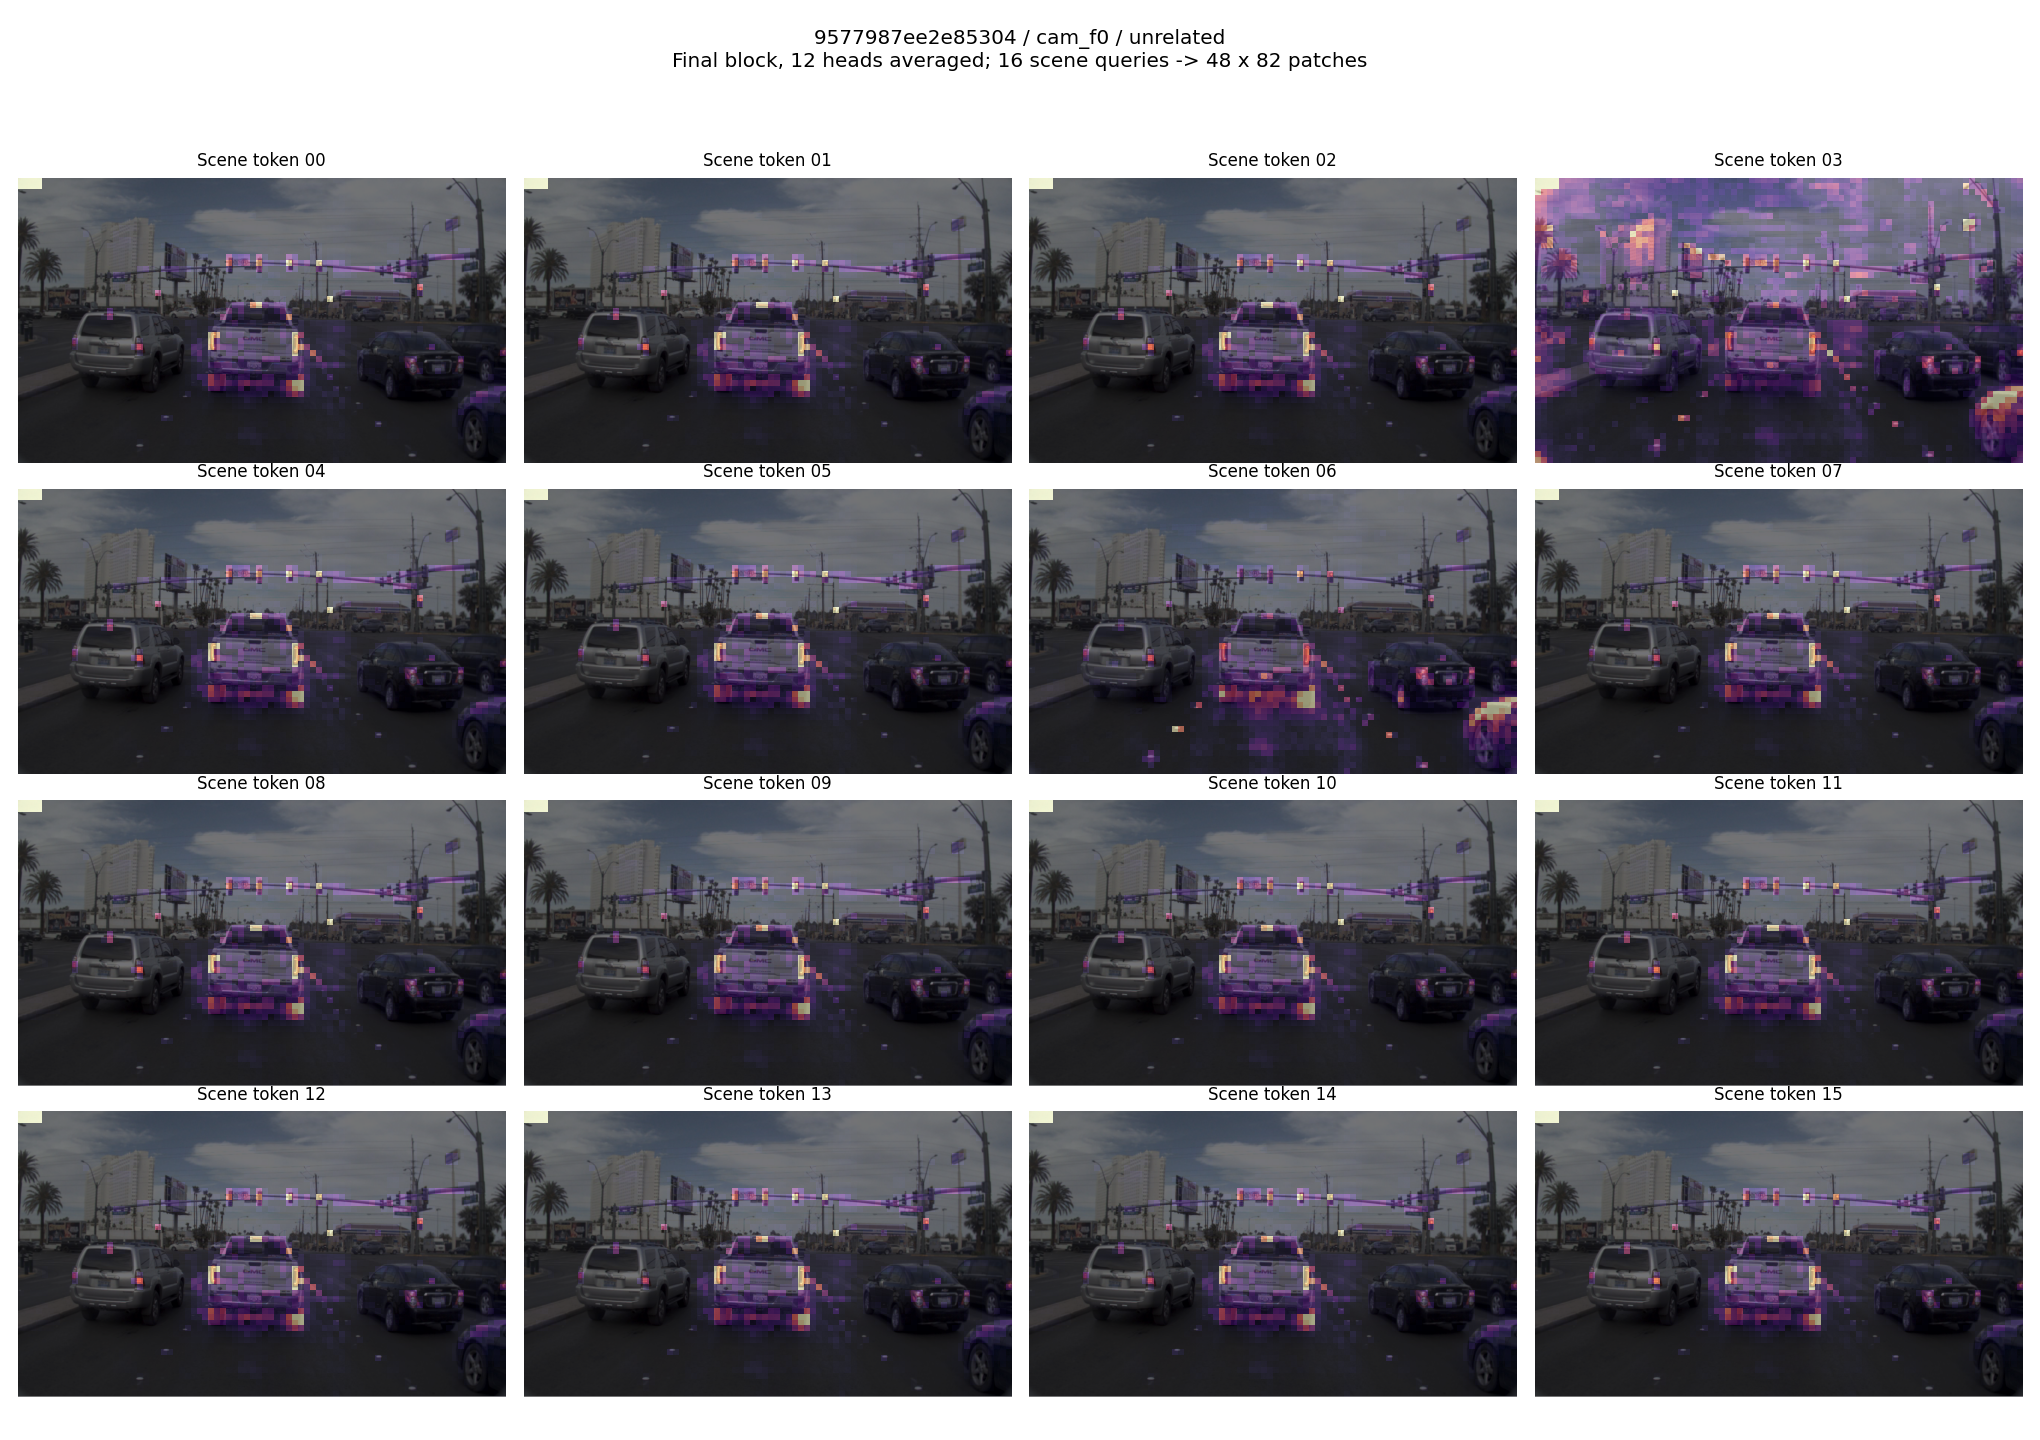 9577987ee2e85304 / cam_f0 / unrelated
Final block, 12 heads averaged; 16 scene queries -> 48 x 82 patches
Scene token 00
Scene token 01
Scene token 02
Scene token 03
Scene token 04
Scene token 05
Scene token 06
Scene token 07
Scene token 08
Scene token 09
Scene token 10
Scene token 11
Scene token 12
Scene token 13
Scene token 14
Scene token 15